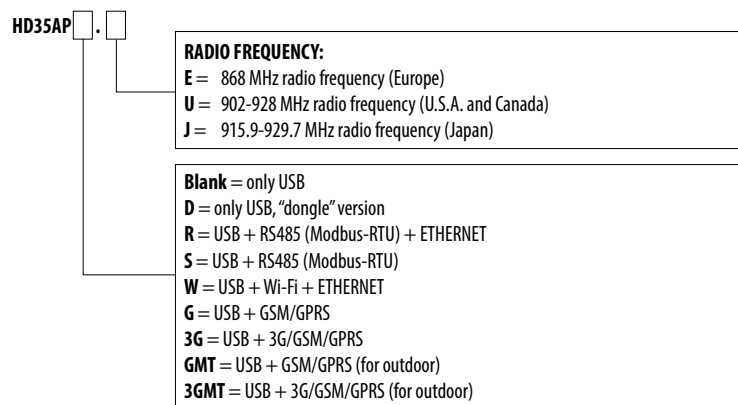 HD35AP .
RADIO FREQUENCY:
E = 868 MHz radio frequency (Europe)
U = 902-928 MHz radio frequency (U.S.A. and Canada)
J = 915.9-929.7 MHz radio frequency (Japan)
Blank = only USB
D = only USB, “dongle” version
R = USB + RS485 (Modbus-RTU) + ETHERNET
S = USB + RS485 (Modbus-RTU)
W = USB + Wi-Fi + ETHERNET
G = USB + GSM/GPRS
3G = USB + 3G/GSM/GPRS
GMT = USB + GSM/GPRS (for outdoor)
3GMT = USB + 3G/GSM/GPRS (for outdoor)